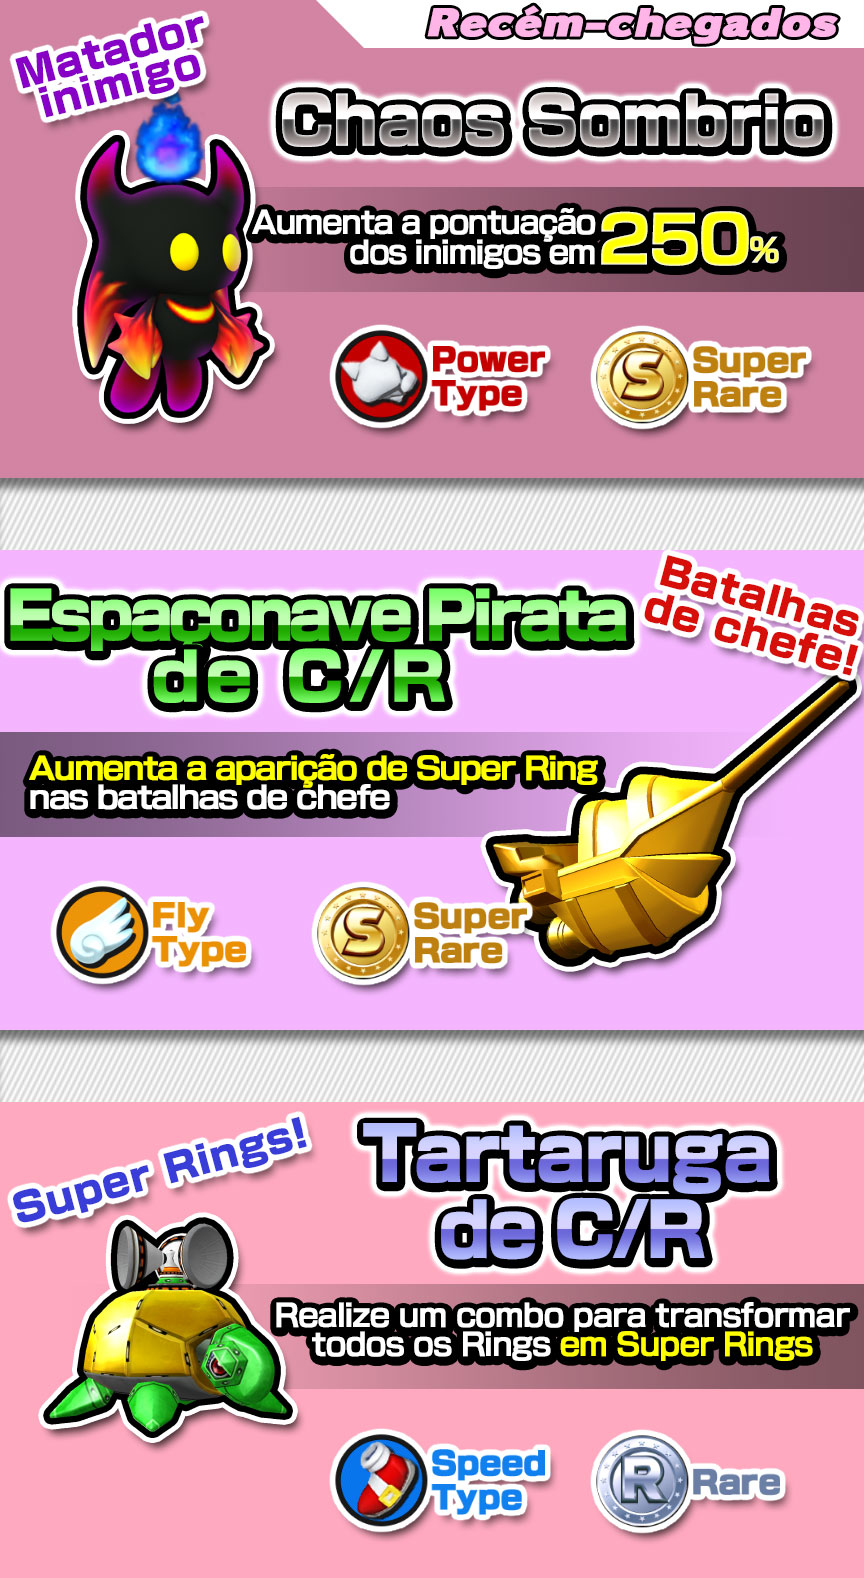 Recém-chegados
Matador
inimigo
Chaos Sombrio
Aumenta a pontuação
dos inimigos em 250%
Power
Type
S
Super
Rare
Espaçonave Pirata
de C/R
Batalhas
de chefe!
Aumenta a aparição de Super Ring
nas batalhas de chefe
Fly
Type
S
Super
Rare
Super Rings!
Tartaruga
de C/R
Realize um combo para transformar
todos os Rings em Super Rings
Speed
Type
R
Rare